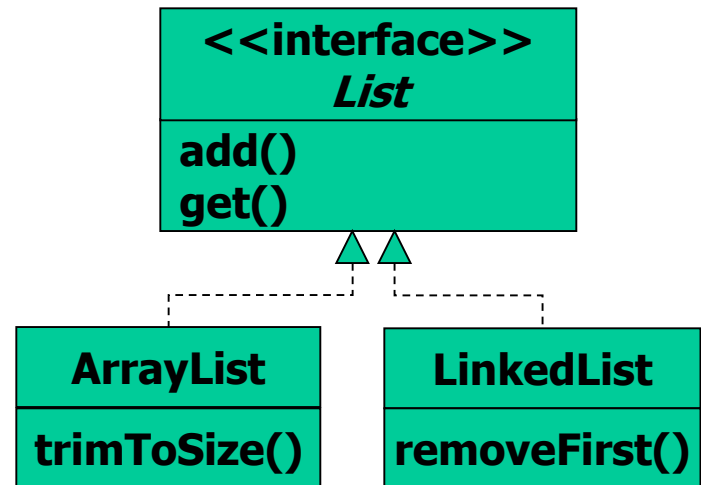 <<interface>>
List
add()
get()
ArrayList
trimToSize()
LinkedList
removeFirst()